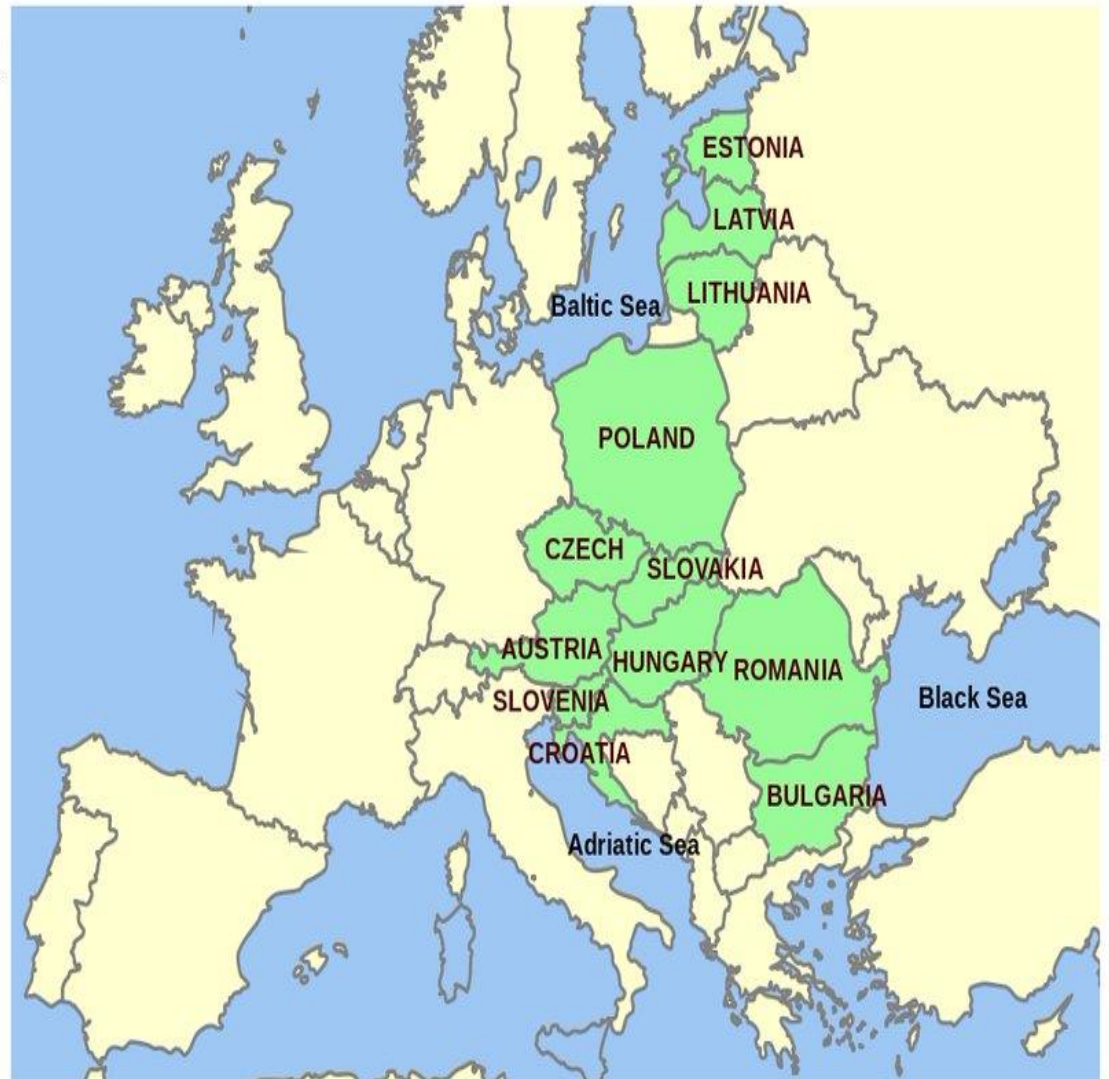 ESTONIA
LATVIA
LITHUANIA
Baltic Sea
POLAND
CZECH
SLOVAKIA
AUSTRIA
HUNGARY
ROMANIA
SLOVENIA
Black Sea
CROATIA
BULGARIA
Adriatic Sea